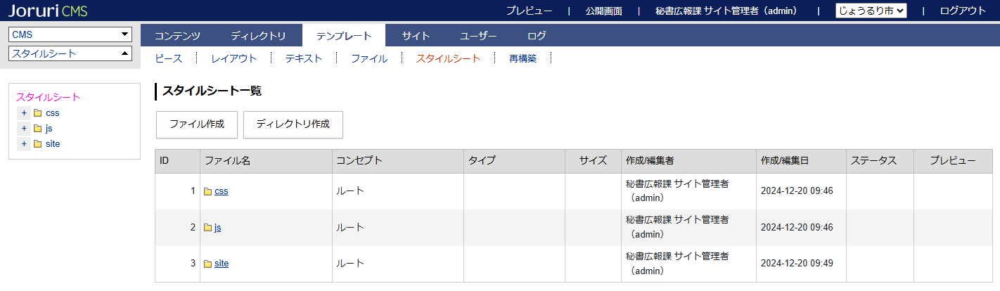 Joruri CMS プレビュー | 公開画面 | 秘書広報課 サイト管理者（admin） | じょうるり市 | ログアウト
CMS
スタイルシート
コンテンツ ディレクトリ テンプレート サイト ユーザー ログ
ピース レイアウト テキスト ファイル スタイルシート 再構築
スタイルシート
+ css
+ js
+ site
スタイルシート一覧
ファイル作成 ディレクトリ作成
ID ファイル名 コンセプト タイプ サイズ 作成/編集者 作成/編集日 ステータス プレビュー
1 css ルート 秘書広報課 サイト管理者（admin） 2024-12-20 09:46
2 js ルート 秘書広報課 サイト管理者（admin） 2024-12-20 09:46
3 site ルート 秘書広報課 サイト管理者（admin） 2024-12-20 09:49